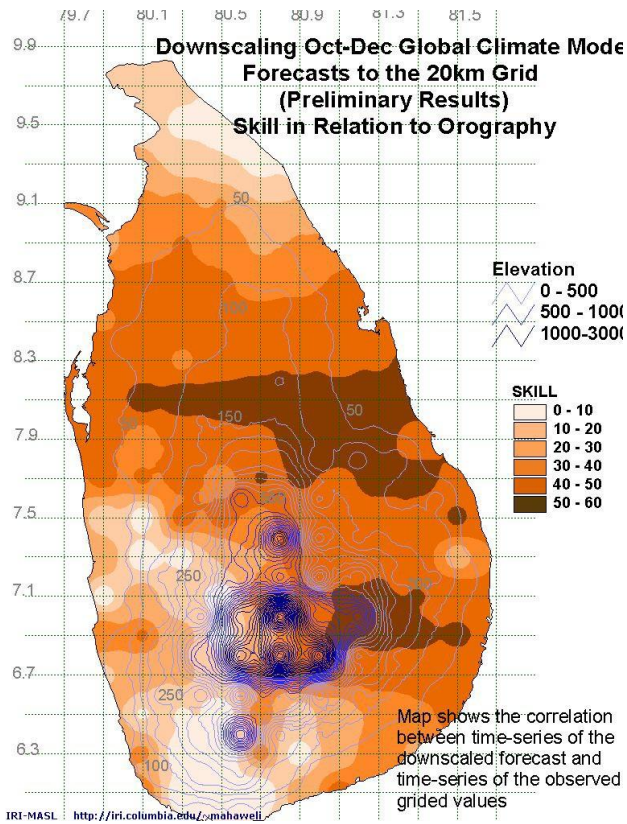 79.7 80.1 80.5 80.9 81.3 81.5
9.9
Downscaling Oct-Dec Global Climate Mode
Forecasts to the 20km Grid
(Preliminary Results)
Skill in Relation to Orography
9.5
9.1
50
8.7
Elevation
0 - 500
500 - 1000
1000-3000
8.3
SKILL
0 - 10
10 - 20
20 - 30
30 - 40
40 - 50
50 - 60
150 50
7.9
7.5
250
7.1
6.7
250
Map shows the correlation
between time-series of the
downscaled forecast and
time-series of the observed
grided values
6.3
100
IRI-MASL http://iri.columbia.edu/~mahaweli